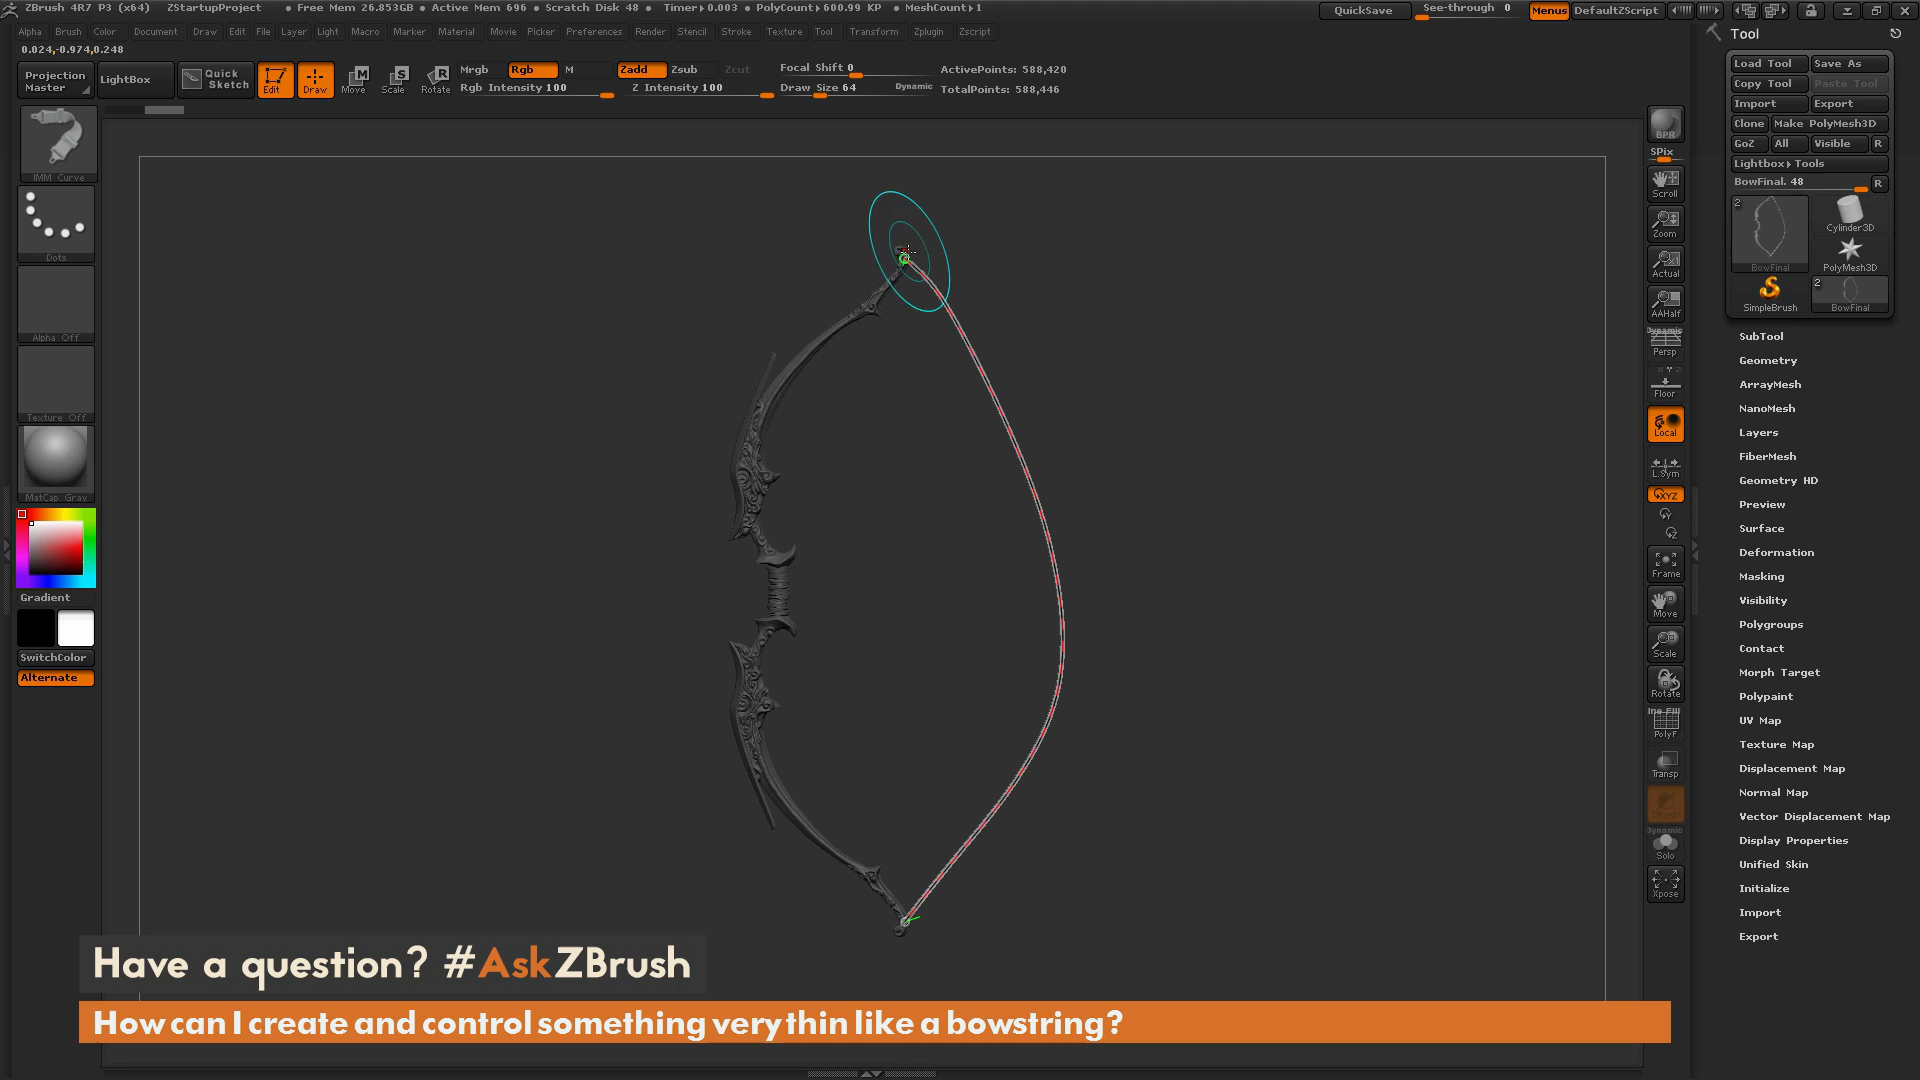 ZBrush 4R7 P3 (x64) ZStartupProject • Free Mem 26.853GB • Active Mem 696 • Scratch Disk 48 • Timer▸0.003 • PolyCount▸600.99 KP • MeshCount▸1 QuickSave See-through 0 Menus DefaultZScript
Alpha Brush Color Document Draw Edit File Layer Light Macro Marker Material Movie Picker Preferences Render Stencil Stroke Texture Tool Transform Zplugin Zscript
0.024,-0.974,0.248
Projection Master
LightBox
Quick Sketch
Edit
Draw
Move
Scale
Rotate
Mrgb Rgb M
Rgb Intensity 100
Zadd Zsub Zcut
Z Intensity 100
Focal Shift 0
Draw Size 64
Dynamic
ActivePoints: 588,420
TotalPoints: 588,446
IMM Curve
Dots
Alpha Off
Texture Off
MatCap Gray
Gradient
SwitchColor
Alternate
BPR
SPix
Scroll
Zoom
Actual
AAHalf
Dynamic
Persp
Floor
Local
L.Sym
XYZ
Frame
Move
Scale
Rotate
Line Fill
PolyF
Transp
Dynamic
Solo
Xpose
Tool
Load Tool Save As
Copy Tool Paste Tool
Import Export
Clone Make PolyMesh3D
GoZ All Visible R
Lightbox▸Tools
BowFinal. 48 R
2
BowFinal
Cylinder3D
PolyMesh3D
SimpleBrush
2
BowFinal
SubTool
Geometry
ArrayMesh
NanoMesh
Layers
FiberMesh
Geometry HD
Preview
Surface
Deformation
Masking
Visibility
Polygroups
Contact
Morph Target
Polypaint
UV Map
Texture Map
Displacement Map
Normal Map
Vector Displacement Map
Display Properties
Unified Skin
Initialize
Import
Export
Have a question? #AskZBrush
How can I create and control something very thin like a bowstring?